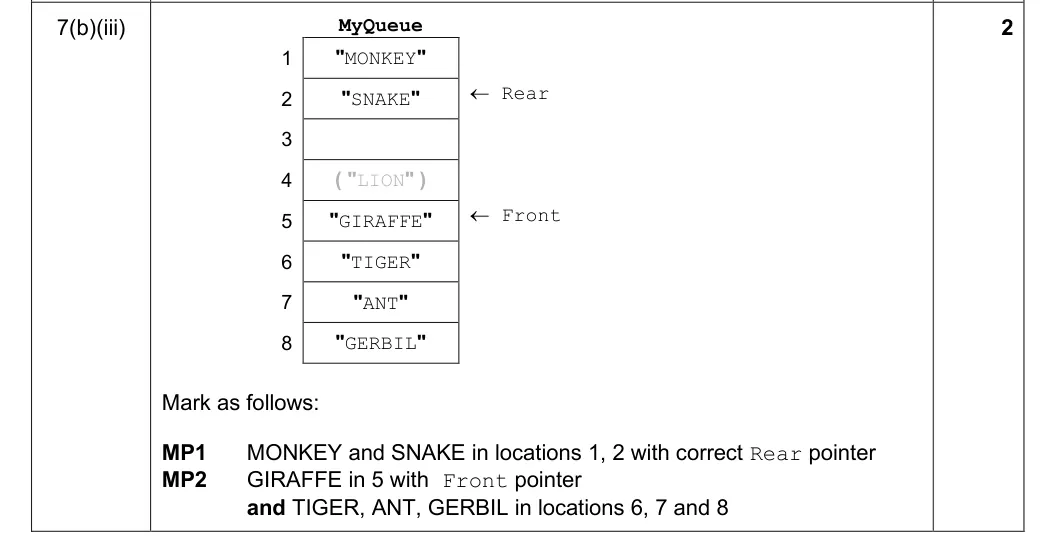 7(b)(iii)
MyQueue
2
1 "MONKEY"
2 "SNAKE" ← Rear
3
4 ("LION")
5 "GIRAFFE" ← Front
6 "TIGER"
7 "ANT"
8 "GERBIL"
Mark as follows:
MP1 MONKEY and SNAKE in locations 1, 2 with correct Rear pointer
MP2 GIRAFFE in 5 with Front pointer
and TIGER, ANT, GERBIL in locations 6, 7 and 8